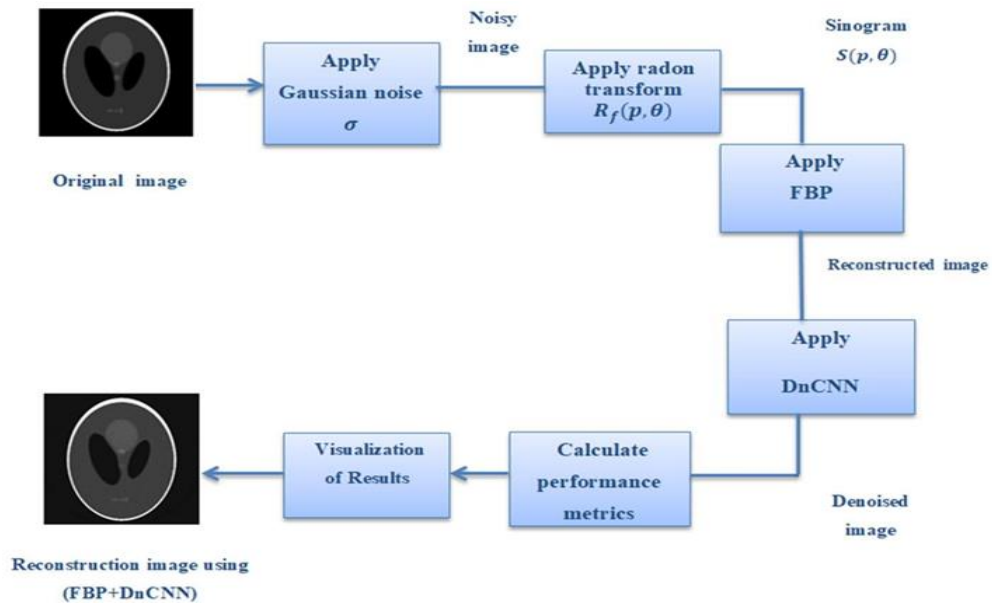 Original image
Apply
Gaussian noise
σ
Noisy
image
Apply radon
transform
R_f(p,θ)
Sinogram
S(p,θ)
Apply
FBP
Reconstructed image
Apply
DnCNN
Denoised
image
Calculate
performance
metrics
Visualization
of Results
Reconstruction image using
(FBP+DnCNN)